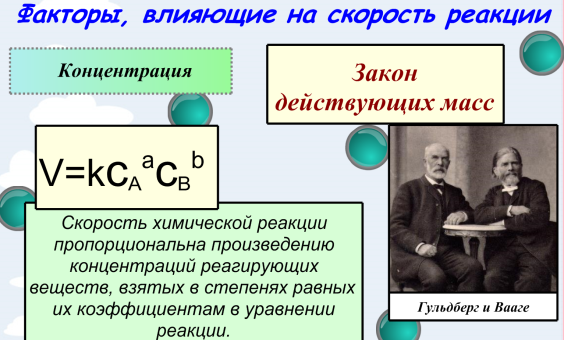 Факторы, влияющие на скорость реакции
Концентрация
Закон
действующих масс
V=kC_A^aC_B^b
Скорость химической реакции
пропорциональна произведению
концентраций реагирующих
веществ, взятых в степенях равных
их коэффициентам в уравнении
реакции.
Гульдберг и Вааге